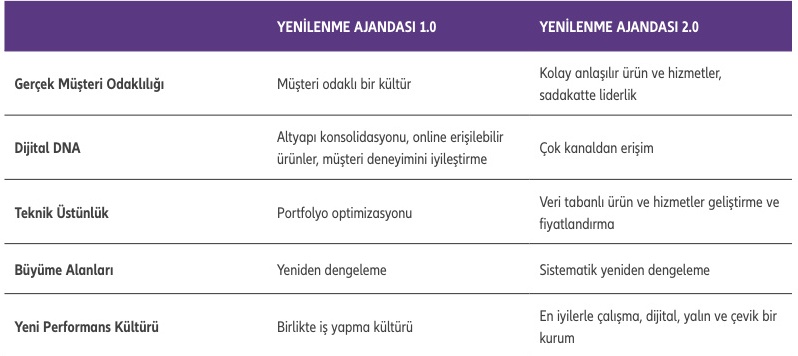 YENİLENME AJANDASI 1.0 YENİLENME AJANDASI 2.0
Gerçek Müşteri Odaklılığı Müşteri odaklı bir kültür Kolay anlaşılır ürün ve hizmetler,
sadakatte liderlik
Dijital DNA Altyapı konsolidasyonu, online erişilebilir
ürünler, müşteri deneyimini iyileştirme Çok kanaldan erişim
Teknik Üstünlük Portfolyo optimizasyonu Veri tabanlı ürün ve hizmetler geliştirme ve
fiyatlandırma
Büyüme Alanları Yeniden dengeleme Sistematik yeniden dengeleme
Yeni Performans Kültürü Birlikte iş yapma kültürü En iyilerle çalışma, dijital, yalın ve çevik bir
kurum